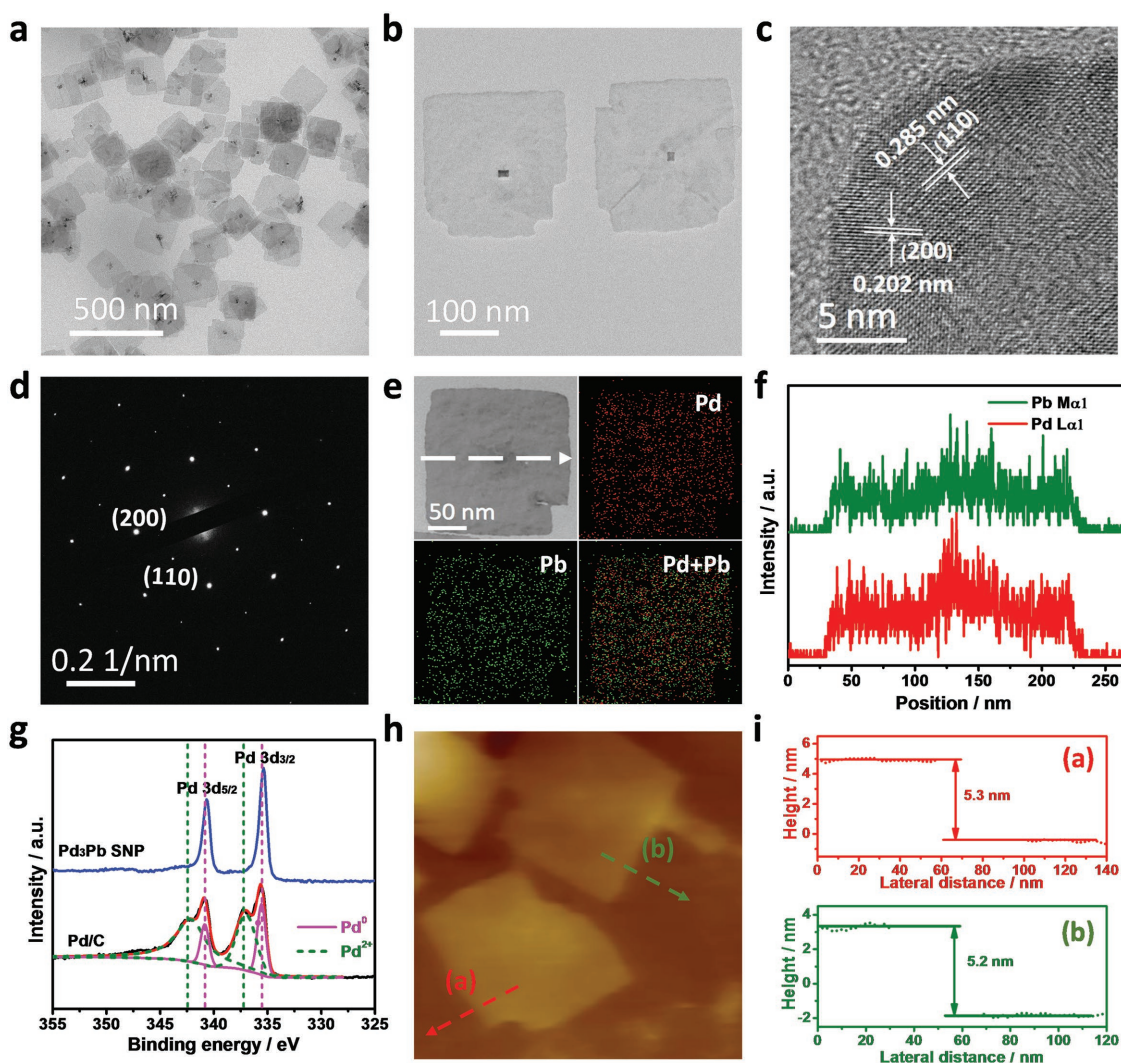 a
500 nm
b
100 nm
c
0.285 nm
(110)
(200)
0.202 nm
5 nm
d
(200)
(110)
0.2 1/nm
e
50 nm
Pd
Pb
Pd+Pb
f
Pb Mα1
Pd Lα1
Intensity / a.u.
0 50 100 150 200 250
Position / nm
g
Pd 3d3/2
Pd 3d5/2
Pd₃Pb SNP
Pd/C
Pd⁰
Pd²⁺
Intensity / a.u.
355 350 345 340 335 330 325
Binding energy / eV
h
(b)
(a)
i
(a)
Height / nm
6
4
2
0
5.3 nm
0 20 40 60 80 100 120 140
Lateral distance / nm
(b)
Height / nm
4
2
0
-2
5.2 nm
0 20 40 60 80 100 120
Lateral distance / nm